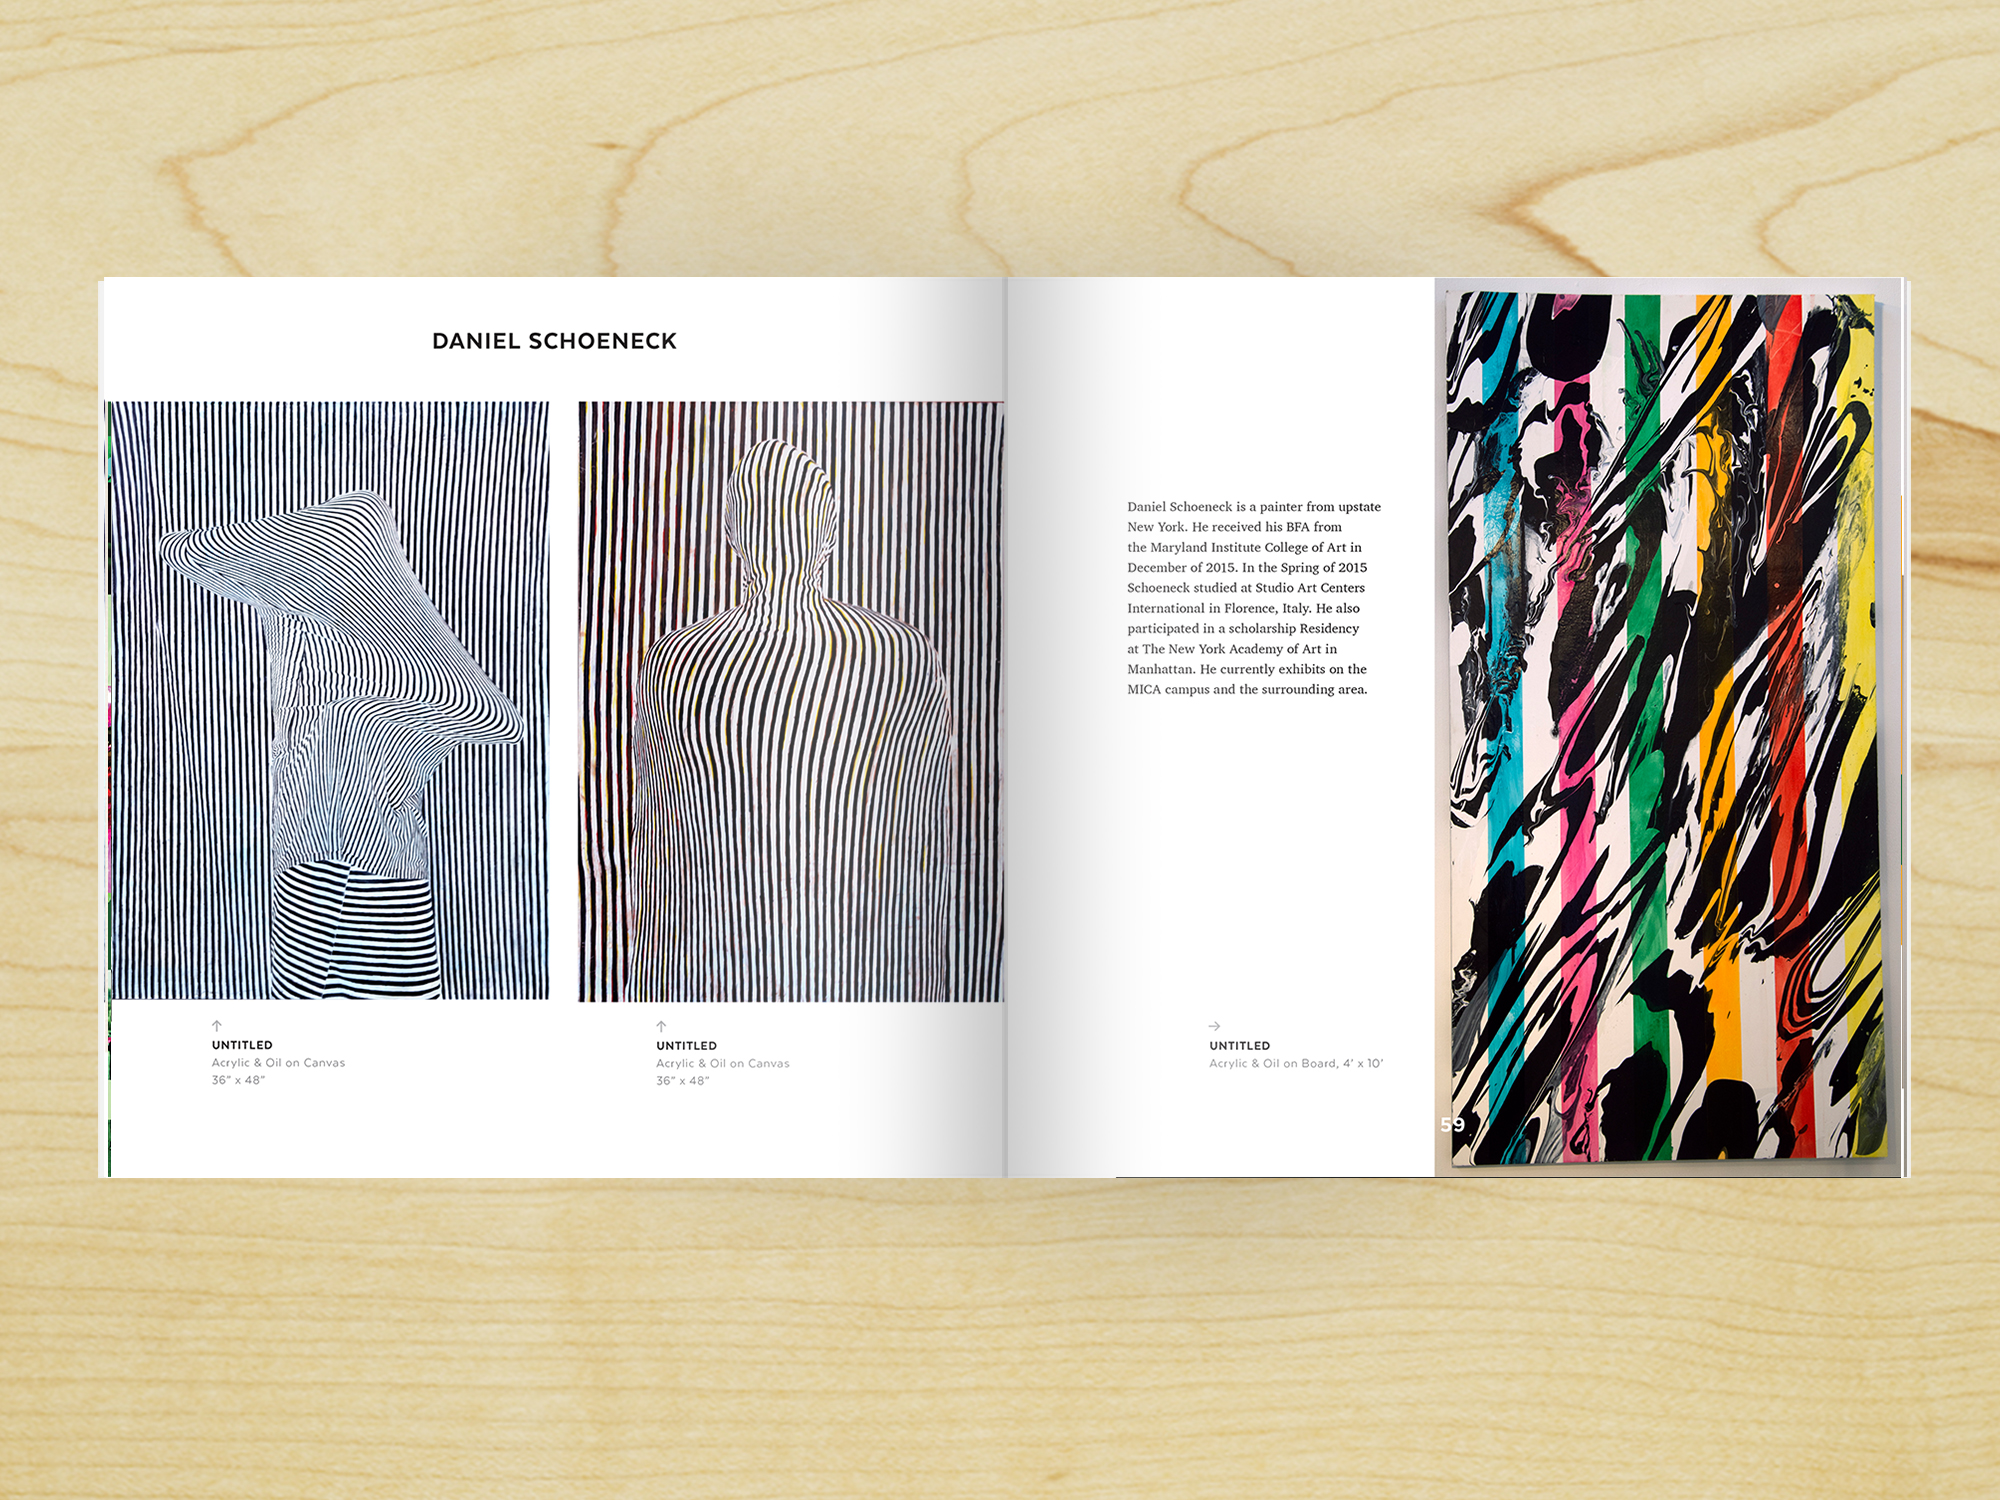 DANIEL SCHOENECK
↑
UNTITLED
Acrylic & Oil on Canvas
36" x 48"
↑
UNTITLED
Acrylic & Oil on Canvas
36" x 48"
Daniel Schoeneck is a painter from upstate
New York. He received his BFA from
the Maryland Institute College of Art in
December of 2015. In the Spring of 2015
Schoeneck studied at Studio Art Centers
International in Florence, Italy. He also
participated in a scholarship Residency
at The New York Academy of Art in
Manhattan. He currently exhibits on the
MICA campus and the surrounding area.
→
UNTITLED
Acrylic & Oil on Board, 4' x 10'
59